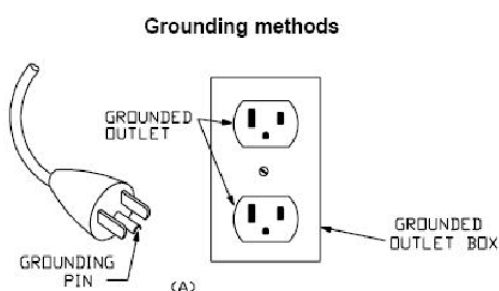 Grounding methods
GROUNDED
OUTLET
GROUNDED
OUTLET BOX
GROUNDING
PIN
(A)